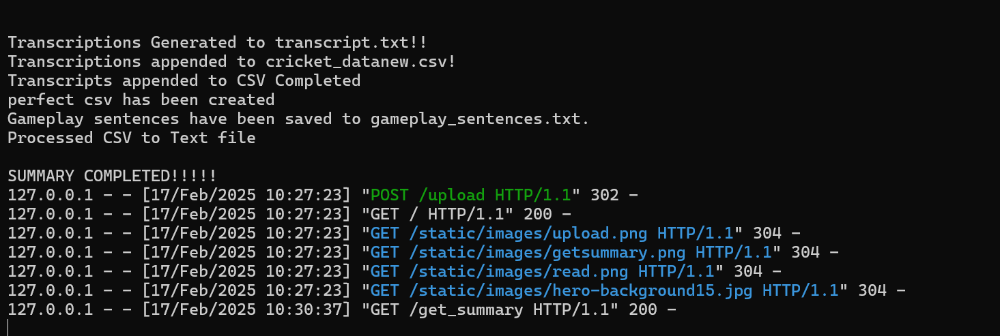 Transcriptions Generated to transcript.txt!!
Transcriptions appended to cricket_datanew.csv!
Transcripts appended to CSV Completed
perfect csv has been created
Gameplay sentences have been saved to gameplay_sentences.txt.
Processed CSV to Text file
SUMMARY COMPLETED!!!!!
127.0.0.1 - - [17/Feb/2025 10:27:23] "POST /upload HTTP/1.1" 302 -
127.0.0.1 - - [17/Feb/2025 10:27:23] "GET / HTTP/1.1" 200 -
127.0.0.1 - - [17/Feb/2025 10:27:23] "GET /static/images/upload.png HTTP/1.1" 304 -
127.0.0.1 - - [17/Feb/2025 10:27:23] "GET /static/images/getsummary.png HTTP/1.1" 304 -
127.0.0.1 - - [17/Feb/2025 10:27:23] "GET /static/images/read.png HTTP/1.1" 304 -
127.0.0.1 - - [17/Feb/2025 10:27:23] "GET /static/images/hero-background15.jpg HTTP/1.1" 304 -
127.0.0.1 - - [17/Feb/2025 10:30:37] "GET /get_summary HTTP/1.1" 200 -